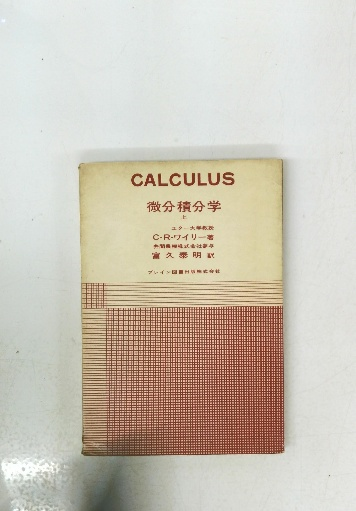 CALCULUS
微分積分学
上
ユター大学教授
C・R・ワイリー著
富久泰明 訳
ブレイン図書出版株式会社